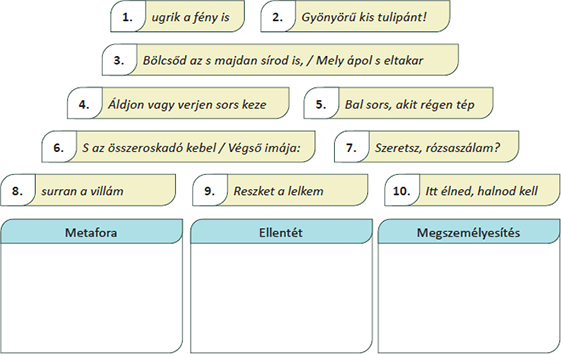 1. ugrik a fény is
2. Gyönyörű kis tulipánt!
3. Bölcsőd az s majdan sírod is, / Mely ápol s eltakar
4. Áldjon vagy verjen sors keze
5. Bal sors, akit régen tép
6. S az összeroskadó kebel / Végső imája:
7. Szeretsz, rózsaszálam?
8. surran a villám
9. Reszket a lelkem
10. Itt élned, halnod kell
Metafora
Ellentét
Megszemélyesítés